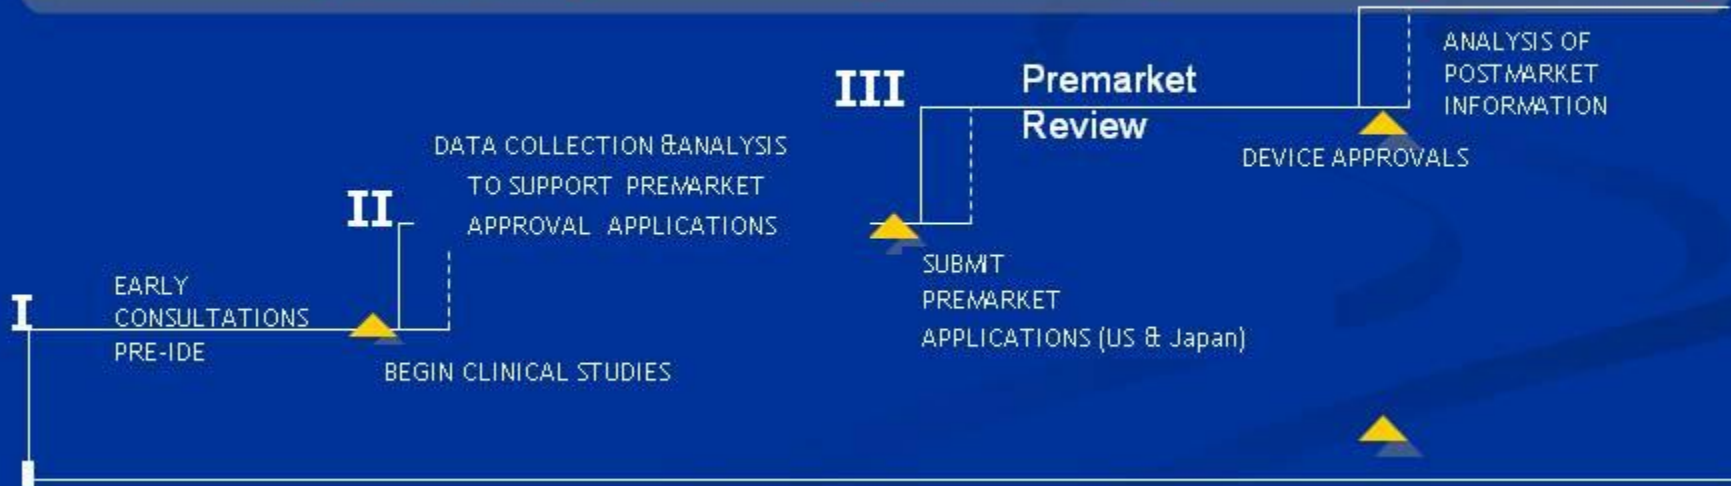 I
EARLY
CONSULTATIONS
PRE-IDE
BEGIN CLINICAL STUDIES
II
DATA COLLECTION &ANALYSIS
TO SUPPORT PREMARKET
APPROVAL APPLICATIONS
SUBMIT
PREMARKET
APPLICATIONS (US & Japan)
III
Premarket
Review
DEVICE APPROVALS
ANALYSIS OF
POSTMARKET
INFORMATION